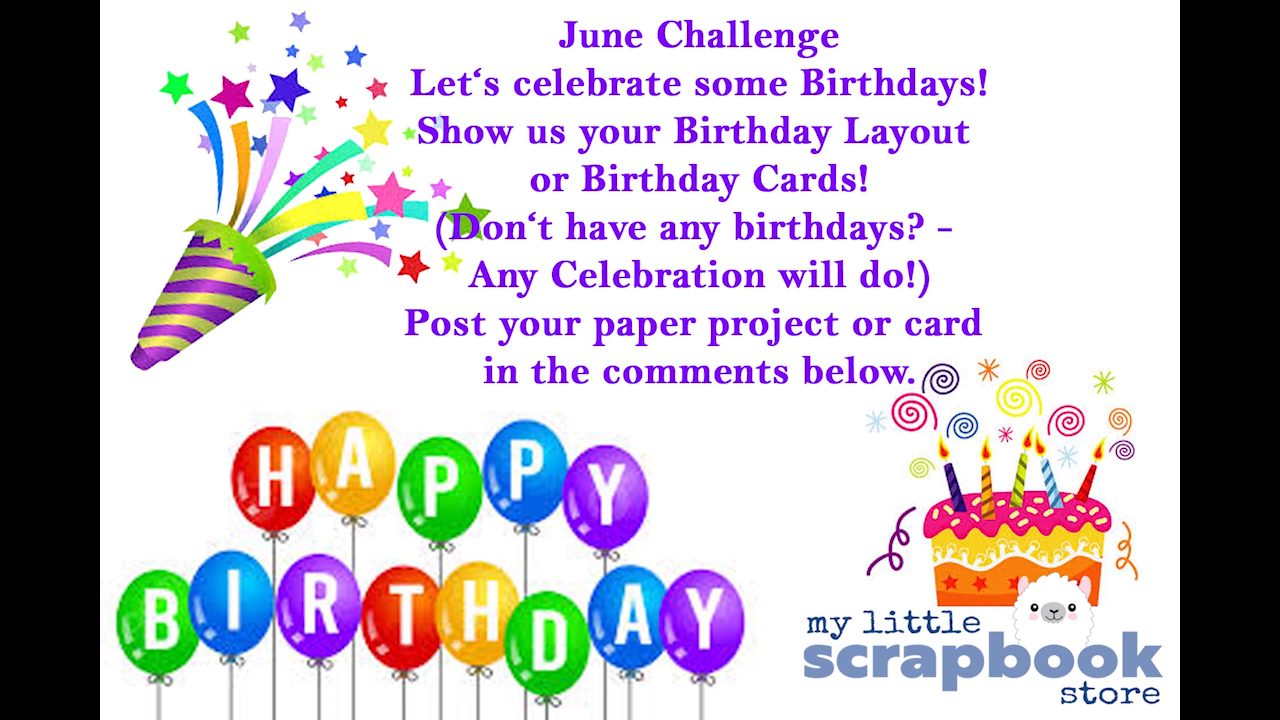 June Challenge
Let‘s celebrate some Birthdays!
Show us your Birthday Layout
or Birthday Cards!
(Don‘t have any birthdays? -
Any Celebration will do!)
Post your paper project or card
in the comments below.
HAPPY
BIRTHDAY
my little
scrapbook
store